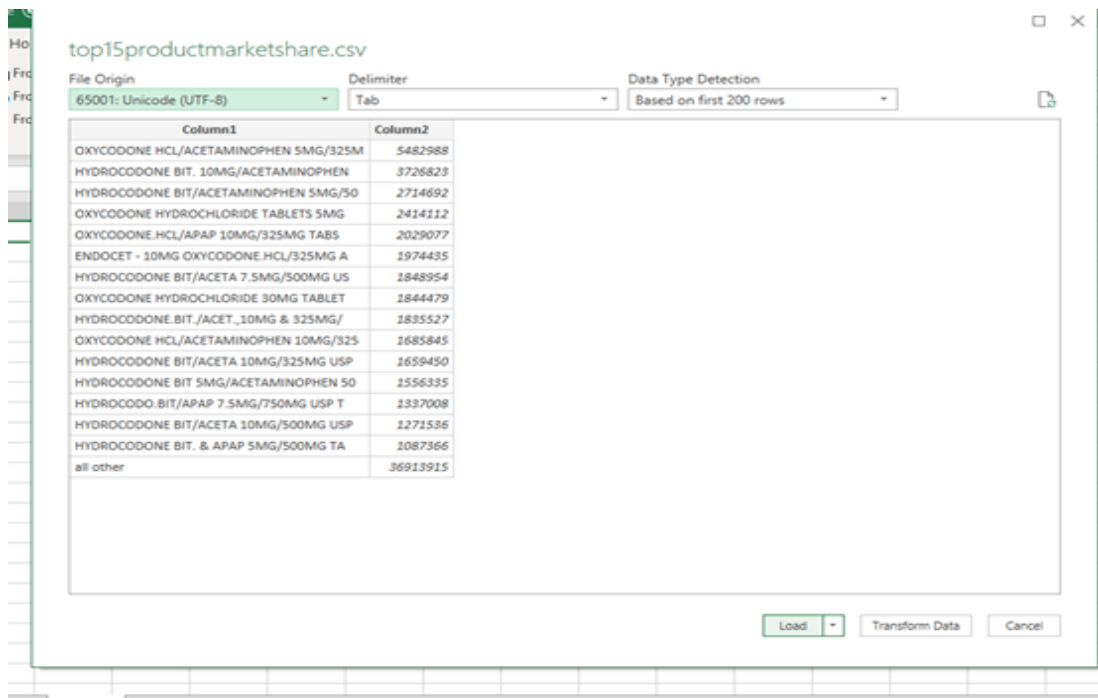 Ho
top15productmarketshare.csv
Frc
File Origin Delimiter Data Type Detection
Frc
65001: Unicode (UTF-8) Tab Based on first 200 rows
Fro
Column1 Column2
OXYCODONE HCL/ACETAMINOPHEN 5MG/325M 5482988
HYDROCODONE BIT. 10MG/ACETAMINOPHEN 3726823
HYDROCODONE BIT/ACETAMINOPHEN 5MG/50 2714692
OXYCODONE HYDROCHLORIDE TABLETS 5MG 2414112
OXYCODONE.HCL/APAP 10MG/325MG TABS 2029077
ENDOCET - 10MG OXYCODONE.HCL/325MG A 1974435
HYDROCODONE BIT/ACETA 7.5MG/500MG US 1848954
OXYCODONE HYDROCHLORIDE 30MG TABLET 1844479
HYDROCODONE.BIT./ACET.,10MG & 325MG/ 1835527
OXYCODONE HCL/ACETAMINOPHEN 10MG/325 1685845
HYDROCODONE BIT/ACETA 10MG/325MG USP 1659450
HYDROCODONE BIT 5MG/ACETAMINOPHEN 50 1556335
HYDROCODO.BIT/APAP 7.5MG/750MG USP T 1337008
HYDROCODONE BIT/ACETA 10MG/500MG USP 1271536
HYDROCODONE BIT. & APAP 5MG/500MG TA 1087366
all other 36913915
Load Transform Data Cancel